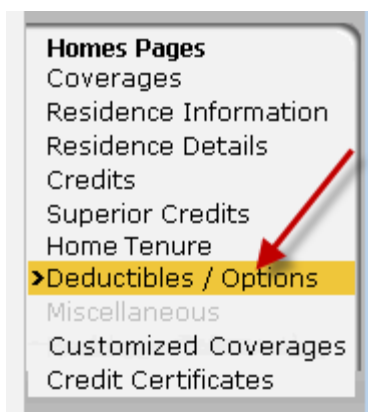 Homes Pages
Coverages
Residence Information
Residence Details
Credits
Superior Credits
Home Tenure
Deductibles / Options
Miscellaneous
Customized Coverages
Credit Certificates